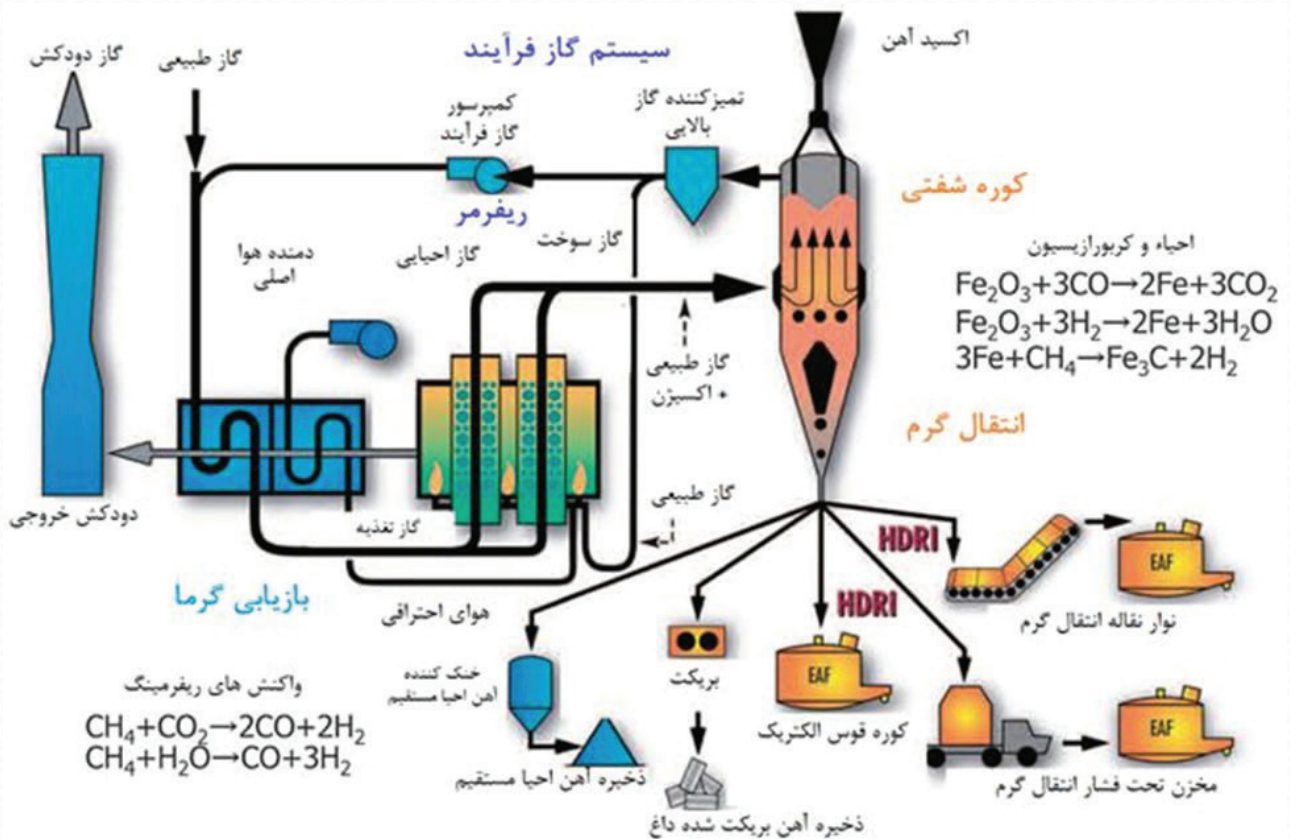 اکسید آهن
سیستم گاز فرآیند
گاز طبیعی
گاز دودکش
تمیزکننده گاز
بالایی
کمپرسور
گاز فرآیند
کوره شفتی
ریفرمر
گاز سوخت
گاز احیایی
دمنده هوا
اصلی
احیاء و کربورازیسیون
Fe₂O₃+3CO→2Fe+3CO₂
Fe₂O₃+3H₂→2Fe+3H₂O
3Fe+CH₄→Fe₃C+2H₂
گاز طبیعی
+ اکسیژن
انتقال گرم
گاز طبیعی
دودکش خروجی
گاز تغذیه
بازیابی گرما
هوای احتراقی
HDRI
EAF
HDRI
نوار نقاله انتقال گرم
خنک کننده
آهن احیا مستقیم
بریکت
EAF
کوره قوس الکتریک
EAF
مخزن تحت فشار انتقال گرم
واکنش های ریفرمینگ
CH₄+CO₂→2CO+2H₂
CH₄+H₂O→CO+3H₂
ذخیره آهن احیا مستقیم
ذخیره آهن بریکت شده داغ